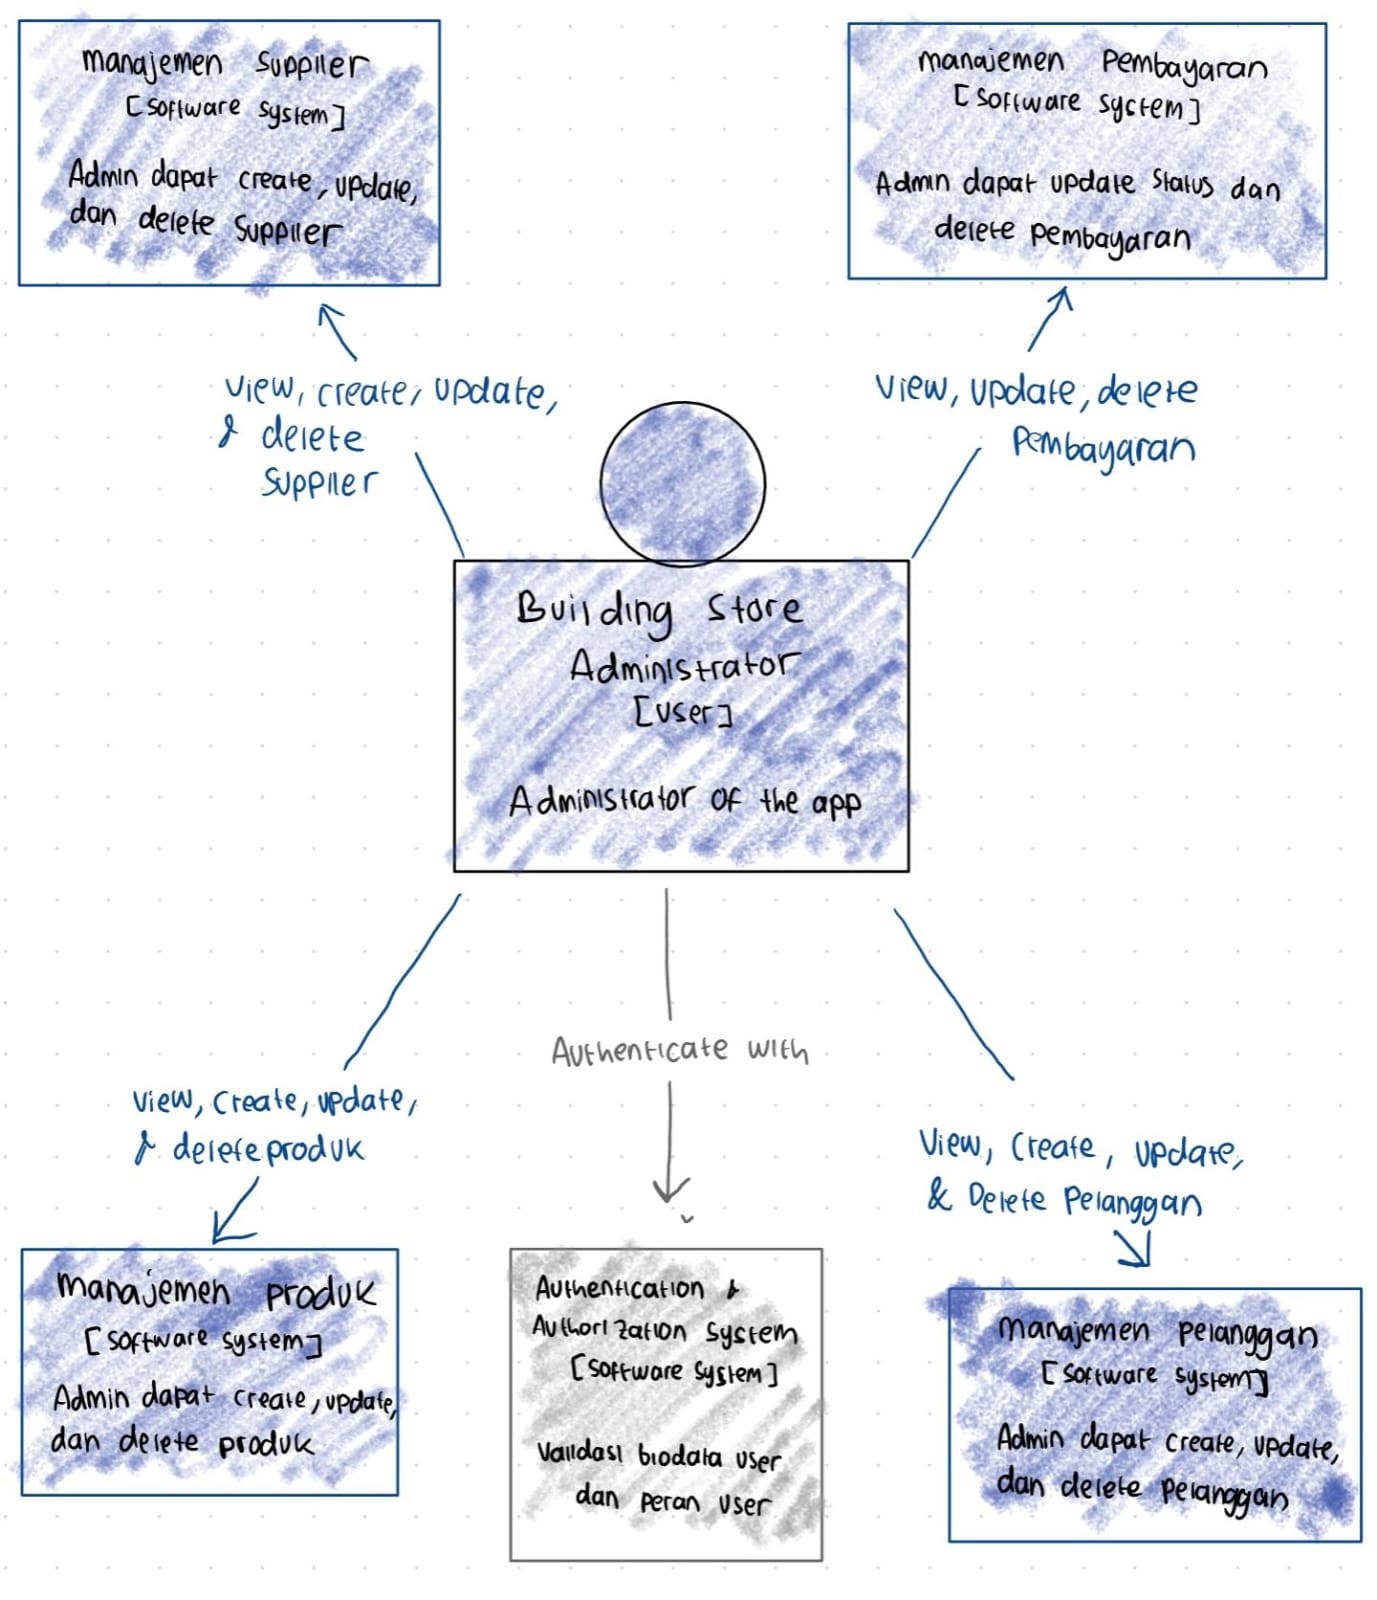 Manajemen Supplier
[Software System]
Admin dapat create, update,
dan delete Supplier
Manajemen Pembayaran
[Software System]
Admin dapat update status dan
delete pembayaran
View, create, update,
& delete
Supplier
View, update, delete
Pembayaran
Building Store
Administrator
[User]
Administrator of the app
View, create, update,
& delete produk
Authenticate with
View, Create, update,
& Delete Pelanggan
Manajemen produk
[Software system]
Admin dapat create, update,
dan delete produk
Authentication &
Authorization System
[Software System]
Validasi biodata user
dan peran user
Manajemen pelanggan
[Software System]
Admin dapat create, update,
dan delete pelanggan